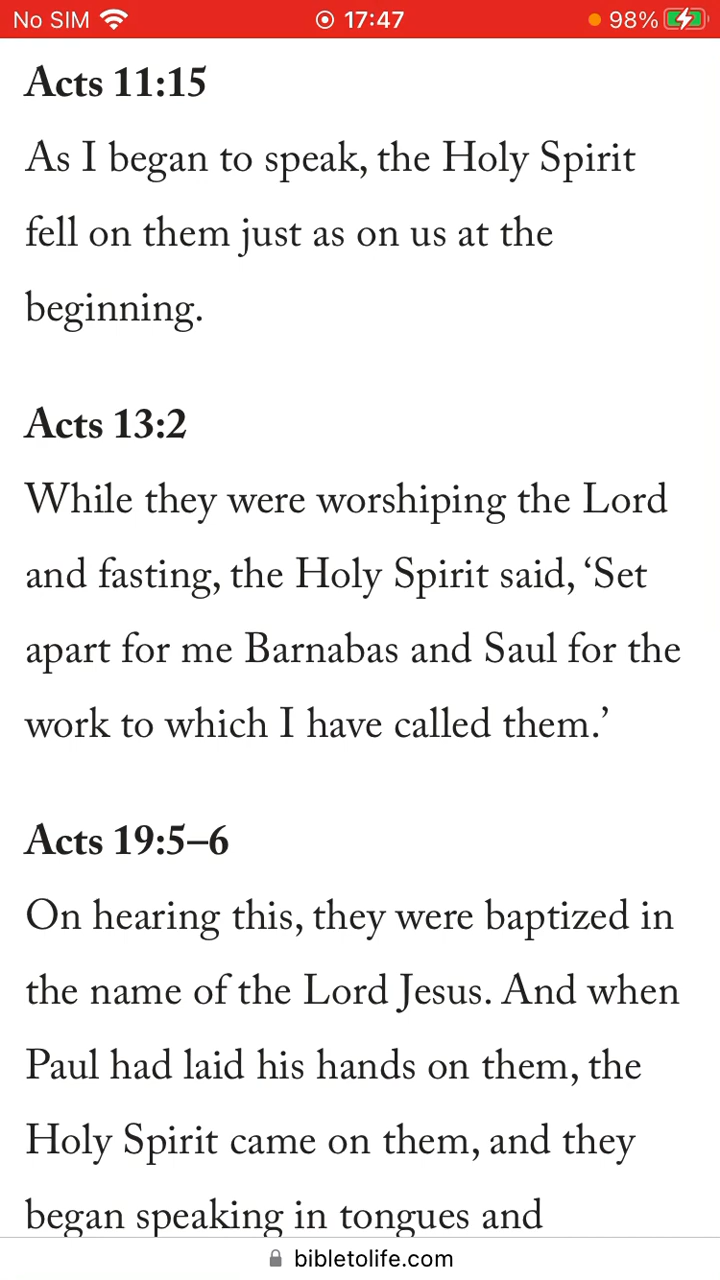 No SIM 17:47 98%
Acts 11:15
As I began to speak, the Holy Spirit
fell on them just as on us at the
beginning.
Acts 13:2
While they were worshiping the Lord
and fasting, the Holy Spirit said, ‘Set
apart for me Barnabas and Saul for the
work to which I have called them.’
Acts 19:5–6
On hearing this, they were baptized in
the name of the Lord Jesus. And when
Paul had laid his hands on them, the
Holy Spirit came on them, and they
began speaking in tongues and
bibletolife.com